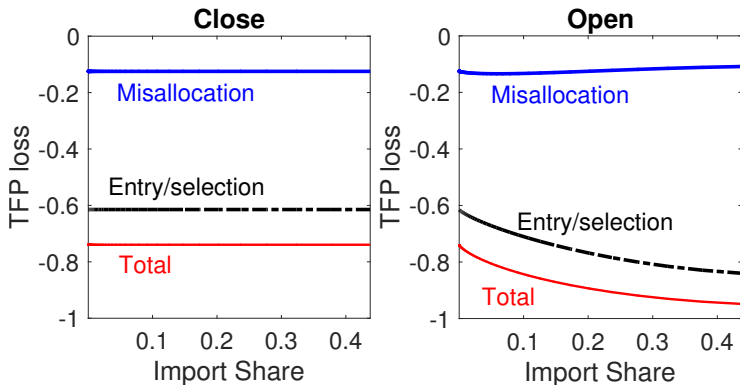 Close
0
-0.2
-0.4
-0.6
-0.8
-1
TFP loss
Misallocation
Entry/selection
Total
0.1
0.2
0.3
0.4
Import Share
Open
0
-0.2
-0.4
-0.6
-0.8
-1
TFP loss
Misallocation
Entry/selection
Total
0.1
0.2
0.3
0.4
Import Share